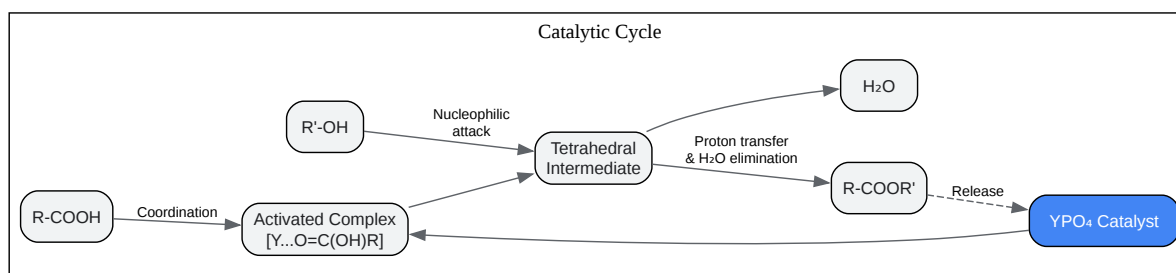 Catalytic Cycle
H₂O
R'-OH
Nucleophilic
attack
Tetrahedral
Intermediate
Proton transfer
& H₂O elimination
R-COOR'
Release
YPO₄ Catalyst
R-COOH
Coordination
Activated Complex
[Y...O=C(OH)R]